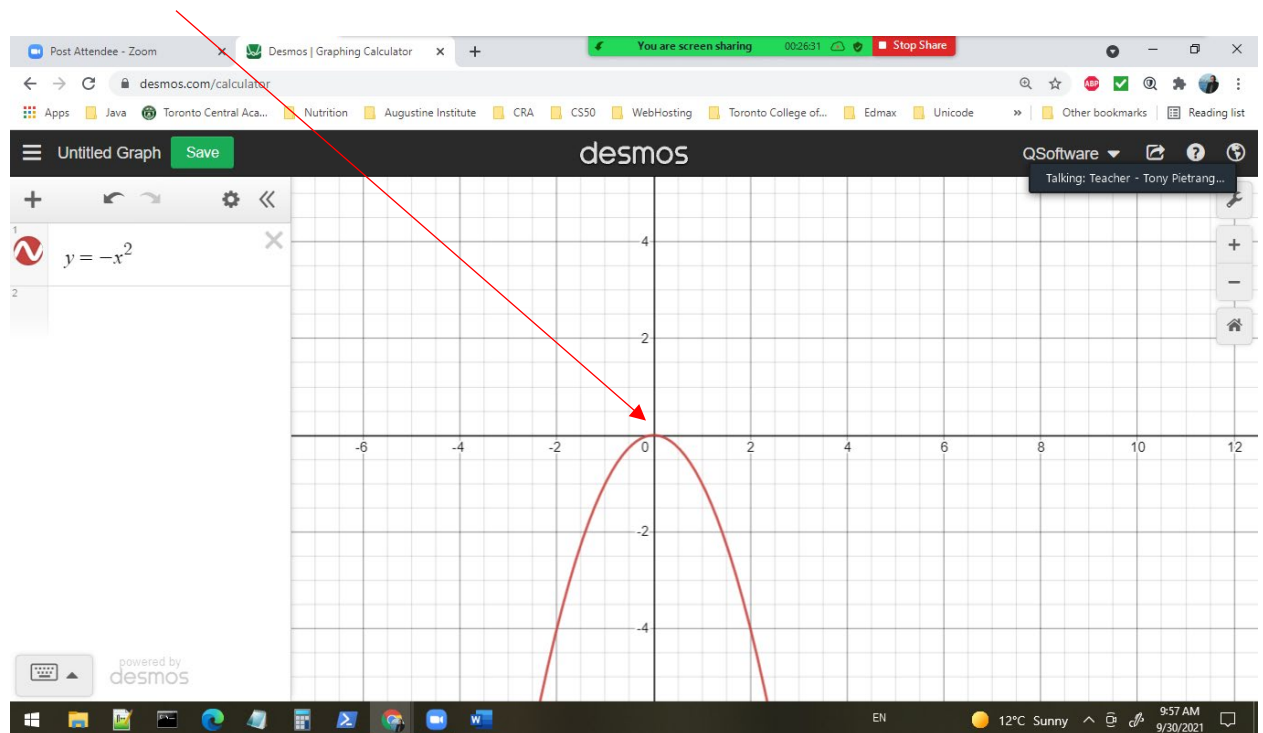 Post Attendee - Zoom
Desmos | Graphing Calculator
You are screen sharing 00:26:31 Stop Share
desmos.com/calculator
Apps Java Toronto Central Aca... Nutrition Augustine Institute CRA CS50 WebHosting Toronto College of... Edmax Unicode » Other bookmarks Reading list
Untitled Graph Save desmos QSoftware
Talking: Teacher - Tony Pietrang...
1
y = −x²
2
4
2
-6 -4 -2 0 2 4 6 8 10 12
-2
-4
powered by
desmos
EN 12°C Sunny 9:57 AM
9/30/2021